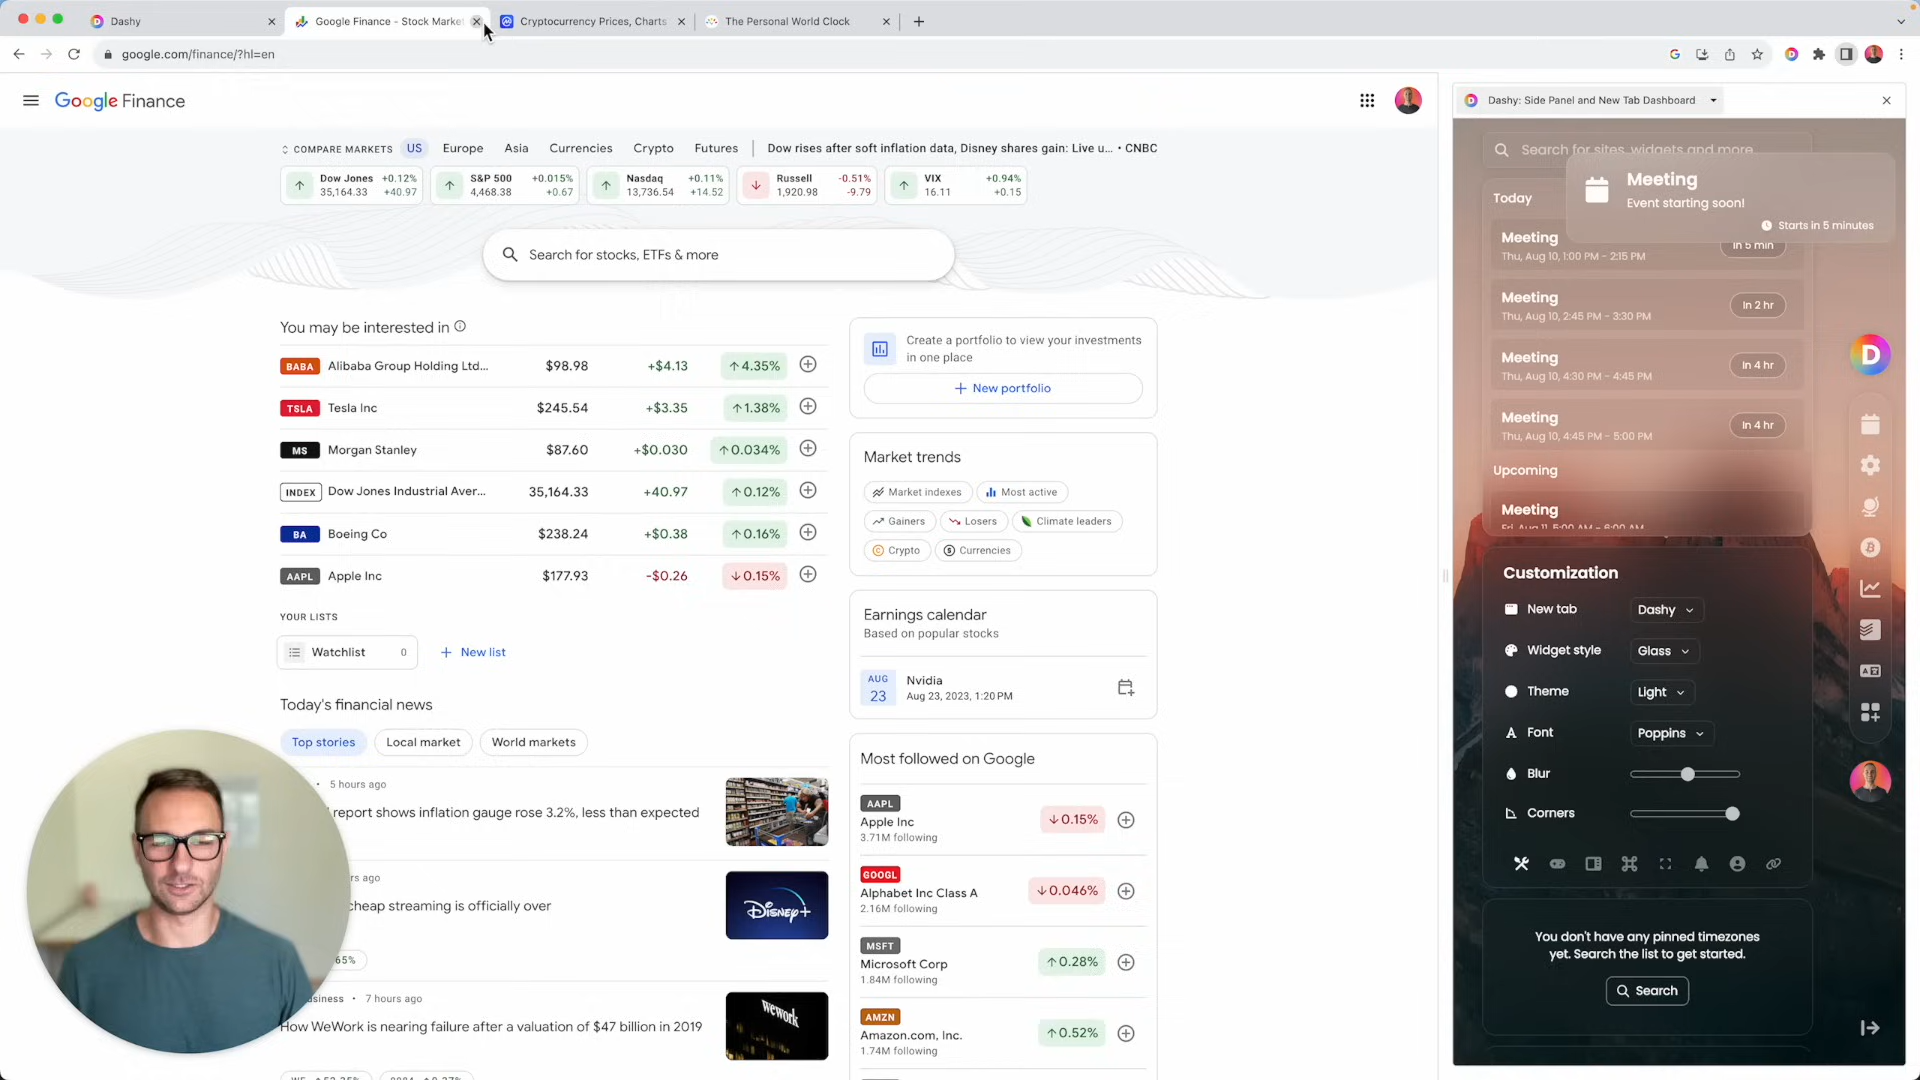 Dashy
Google Finance - Stock Market
Cryptocurrency Prices, Charts
The Personal World Clock
google.com/finance/?hl=en
Google Finance
COMPARE MARKETS
US
Europe
Asia
Currencies
Crypto
Futures
Dow rises after soft inflation data, Disney shares gain: Live u... • CNBC
Dow Jones +0.12%
35,164.33 +40.97
S&P 500 +0.015%
4,468.38 +0.67
Nasdaq +0.11%
13,736.54 +14.52
Russell -0.51%
1,920.98 -9.79
VIX +0.94%
16.11 +0.15
Search for stocks, ETFs & more
You may be interested in
BABA Alibaba Group Holding Ltd... $98.98 +$4.13 ↑4.35%
TSLA Tesla Inc $245.54 +$3.35 ↑1.38%
MS Morgan Stanley $87.60 +$0.030 ↑0.034%
INDEX Dow Jones Industrial Aver... 35,164.33 +40.97 ↑0.12%
BA Boeing Co $238.24 +$0.38 ↑0.16%
AAPL Apple Inc $177.93 -$0.26 ↓0.15%
YOUR LISTS
Watchlist 0
+ New list
Today's financial news
Top stories
Local market
World markets
• 5 hours ago
report shows inflation gauge rose 3.2%, less than expected
ago
cheap streaming is officially over
Disney+
65%
• 7 hours ago
How WeWork is nearing failure after a valuation of $47 billion in 2019
wework
Create a portfolio to view your investments
in one place
+ New portfolio
Market trends
Market indexes
Most active
Gainers
Losers
Climate leaders
Crypto
Currencies
Earnings calendar
Based on popular stocks
AUG
23
Nvidia
Aug 23, 2023, 1:20 PM
Most followed on Google
AAPL
Apple Inc
3.71M following
↓0.15%
GOOGL
Alphabet Inc Class A
2.16M following
↓0.046%
MSFT
Microsoft Corp
1.84M following
↑0.28%
AMZN
Amazon.com, Inc.
1.74M following
↑0.52%
Dashy: Side Panel and New Tab Dashboard
Search for sites, widgets and more
Meeting
Event starting soon!
Starts in 5 minutes
Today
Meeting
Thu, Aug 10, 1:00 PM - 2:15 PM
In 5 min
Meeting
Thu, Aug 10, 2:45 PM - 3:30 PM
In 2 hr
Meeting
Thu, Aug 10, 4:30 PM - 4:45 PM
In 4 hr
Meeting
Thu, Aug 10, 4:45 PM - 5:00 PM
In 4 hr
Upcoming
Meeting
Fri, Aug 11, 5:00 AM - 6:00 AM
D
Customization
New tab Dashy
Widget style Glass
Theme Light
Font Poppins
Blur
Corners
You don't have any pinned timezones
yet. Search the list to get started.
Search